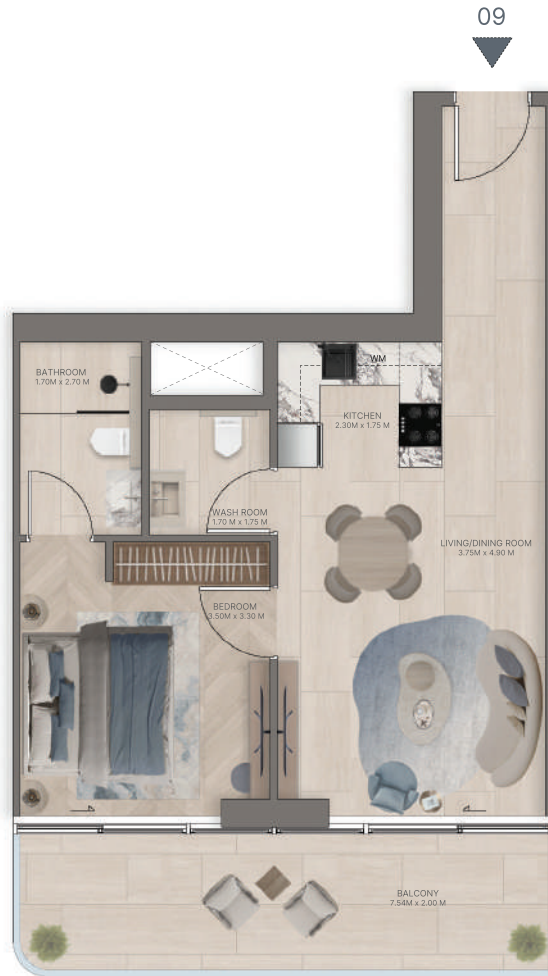 09
BATHROOM
1.70M x 2.70 M
WM
KITCHEN
2.30M x 1.75 M
WASH ROOM
1.70 M x 1.75 M
LIVING/DINING ROOM
3.75M x 4.90 M
BEDROOM
3.50M x 3.30 M
BALCONY
7.54M x 2.00 M